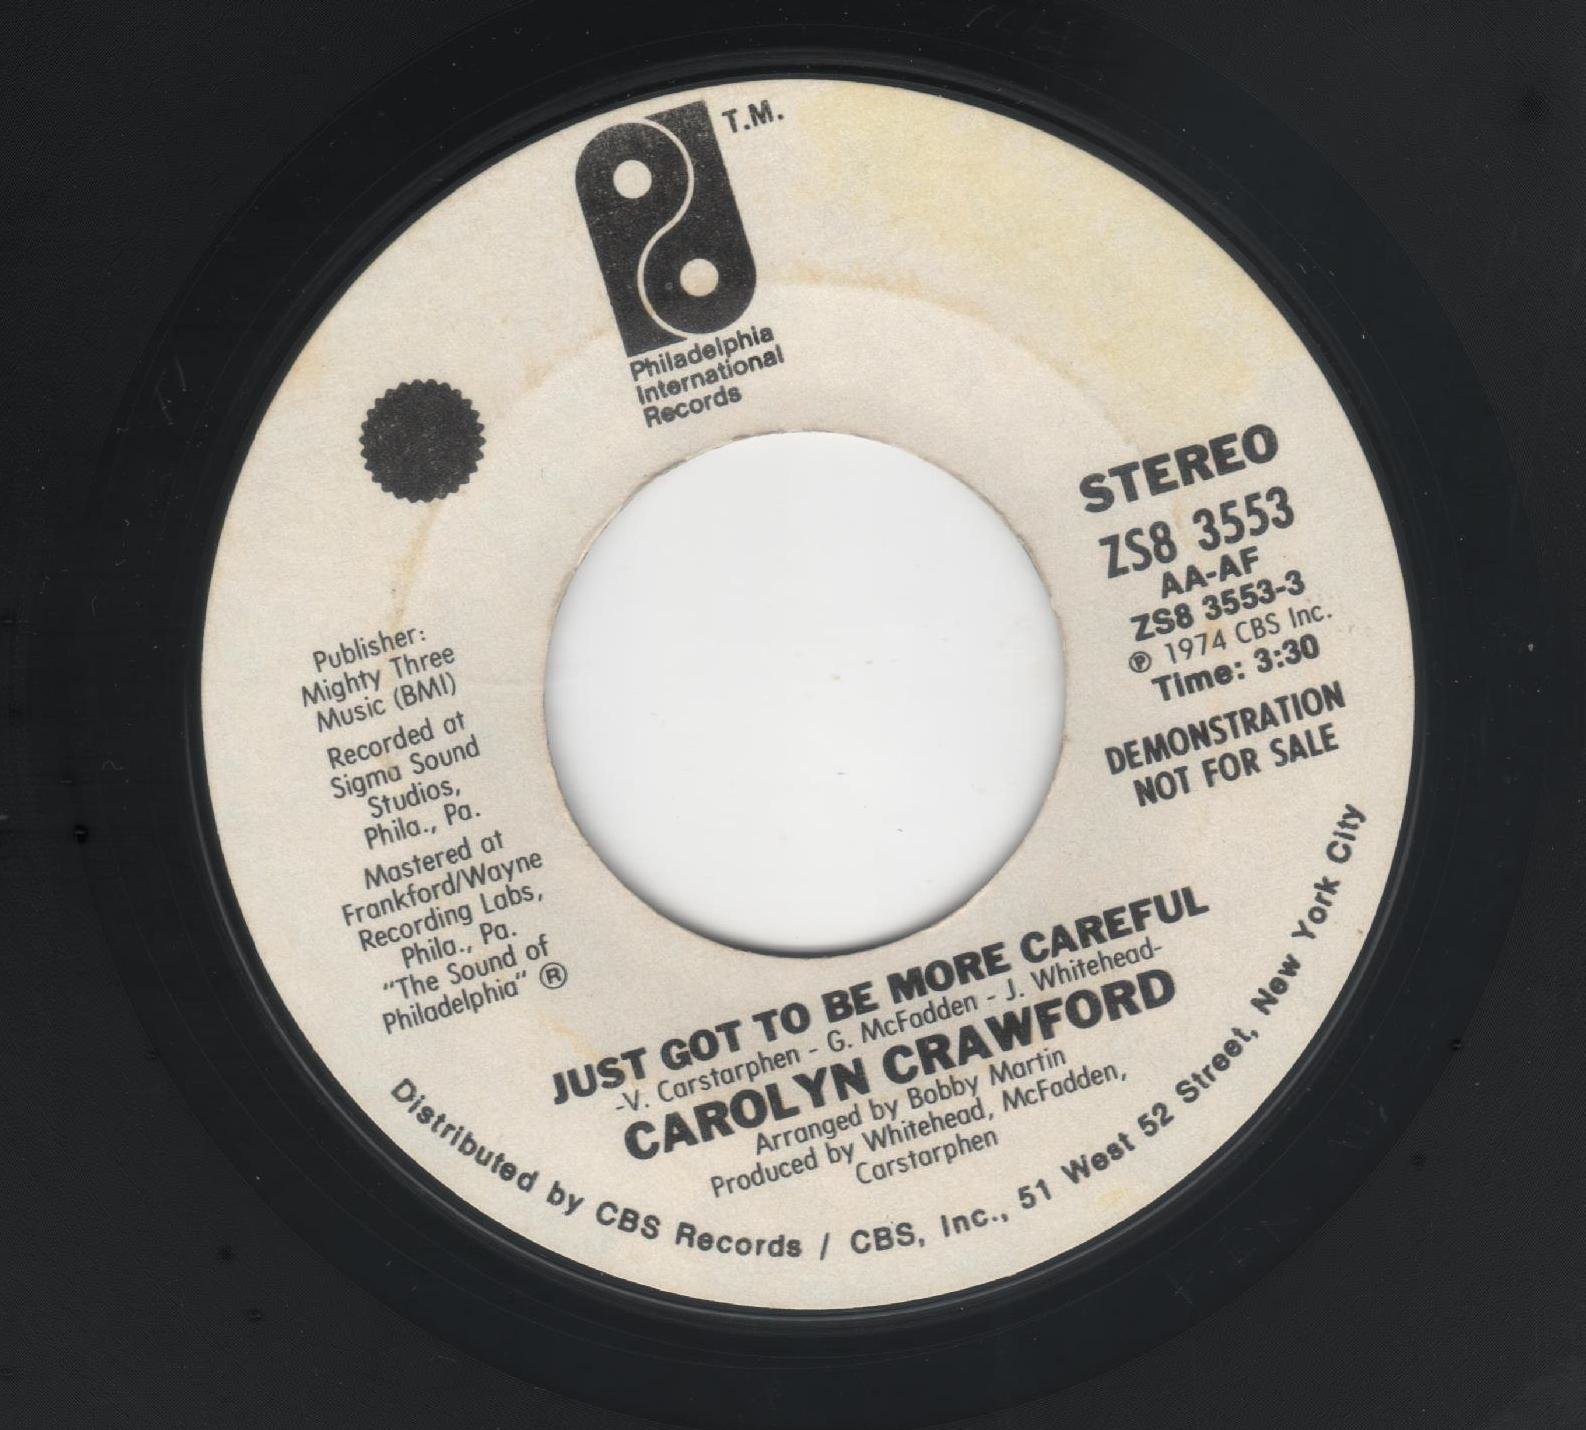 T.M.
Philadelphia
International
Records
STEREO
ZS8 3553
AA-AF
ZS8 3553-3
℗ 1974 CBS Inc.
Time: 3:30
DEMONSTRATION
NOT FOR SALE
Publisher:
Mighty Three
Music (BMI)
Recorded at
Sigma Sound
Studios,
Phila., Pa.
Mastered at
Frankford/Wayne
Recording Labs,
Phila., Pa.
"The Sound of
Philadelphia" ®
JUST GOT TO BE MORE CAREFUL
-V. Carstarphen - G. McFadden - J. Whitehead-
CAROLYN CRAWFORD
Arranged by Bobby Martin
Produced by Whitehead, McFadden,
Carstarphen
Distributed by CBS Records / CBS, Inc., 51 West 52 Street, New York City